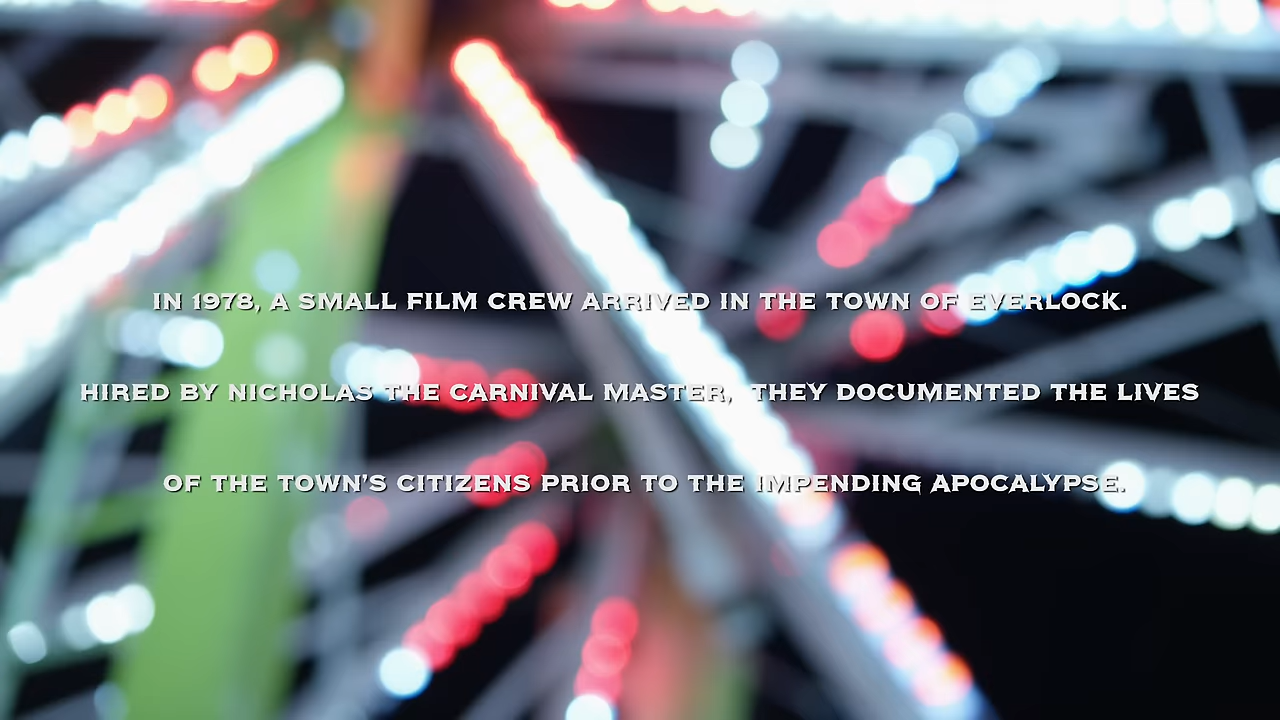 IN 1978, A SMALL FILM CREW ARRIVED IN THE TOWN OF EVERLOCK.
HIRED BY NICHOLAS THE CARNIVAL MASTER, THEY DOCUMENTED THE LIVES
OF THE TOWN'S CITIZENS PRIOR TO THE IMPENDING APOCALYPSE.